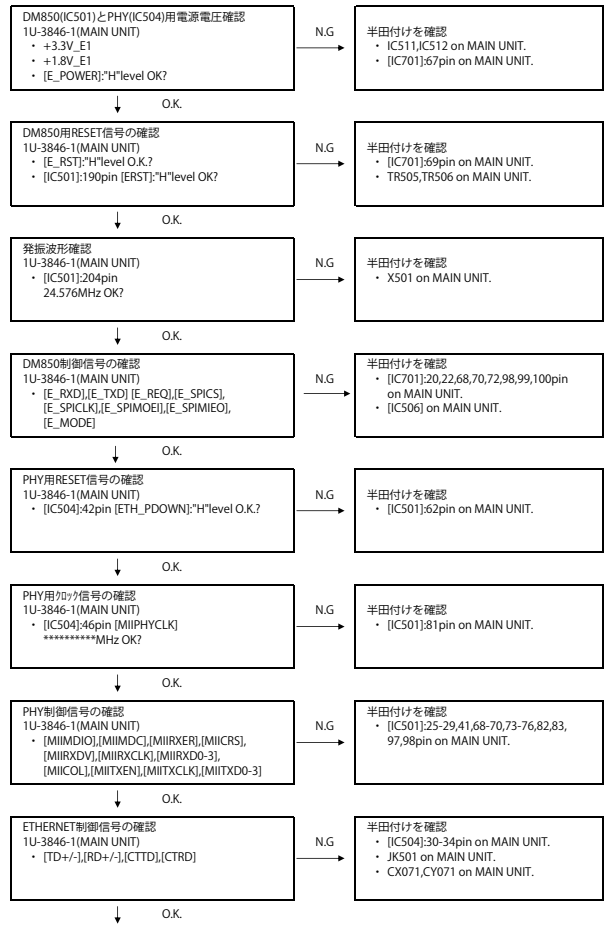 DM850(IC501)とPHY(IC504)用電源電圧確認
1U-3846-1(MAIN UNIT)
・ +3.3V_E1
・ +1.8V_E1
・ [E_POWER]:"H"level OK?
N.G
半田付けを確認
・ IC511,IC512 on MAIN UNIT.
・ [IC701]:67pin on MAIN UNIT.
O.K.
DM850用RESET信号の確認
1U-3846-1(MAIN UNIT)
・ [E_RST]:"H"level O.K.?
・ [IC501]:190pin [ERST]:"H"level OK?
N.G
半田付けを確認
・ [IC701]:69pin on MAIN UNIT.
・ TR505,TR506 on MAIN UNIT.
O.K.
発振波形確認
1U-3846-1(MAIN UNIT)
・ [IC501]:204pin
24.576MHz OK?
N.G
半田付けを確認
・ X501 on MAIN UNIT.
O.K.
DM850制御信号の確認
1U-3846-1(MAIN UNIT)
・ [E_RXD],[E_TXD] [E_REQ],[E_SPICS],
[E_SPICLK],[E_SPIMOEI],[E_SPIMIEO],
[E_MODE]
N.G
半田付けを確認
・ [IC701]:20,22,68,70,72,98,99,100pin
on MAIN UNIT.
・ [IC506] on MAIN UNIT.
O.K.
PHY用RESET信号の確認
1U-3846-1(MAIN UNIT)
・ [IC504]:42pin [ETH_PDOWN]:"H"level O.K.?
N.G
半田付けを確認
・ [IC501]:62pin on MAIN UNIT.
O.K.
PHY用ｸﾛｯｸ信号の確認
1U-3846-1(MAIN UNIT)
・ [IC504]:46pin [MIIPHYCLK]
**********MHz OK?
N.G
半田付けを確認
・ [IC501]:81pin on MAIN UNIT.
O.K.
PHY制御信号の確認
1U-3846-1(MAIN UNIT)
・ [MIIMDIO],[MIIMDC],[MIIRXER],[MIICRS],
[MIIRXDV],[MIIRXCLK],[MIIRXD0-3],
[MIICOL],[MIITXEN],[MIITXCLK],[MIITXD0-3]
N.G
半田付けを確認
・ [IC501]:25-29,41,68-70,73-76,82,83,
97,98pin on MAIN UNIT.
O.K.
ETHERNET制御信号の確認
1U-3846-1(MAIN UNIT)
・ [TD+/-],[RD+/-],[CTTD],[CTRD]
N.G
半田付けを確認
・ [IC504]:30-34pin on MAIN UNIT.
・ JK501 on MAIN UNIT.
・ CX071,CY071 on MAIN UNIT.
O.K.